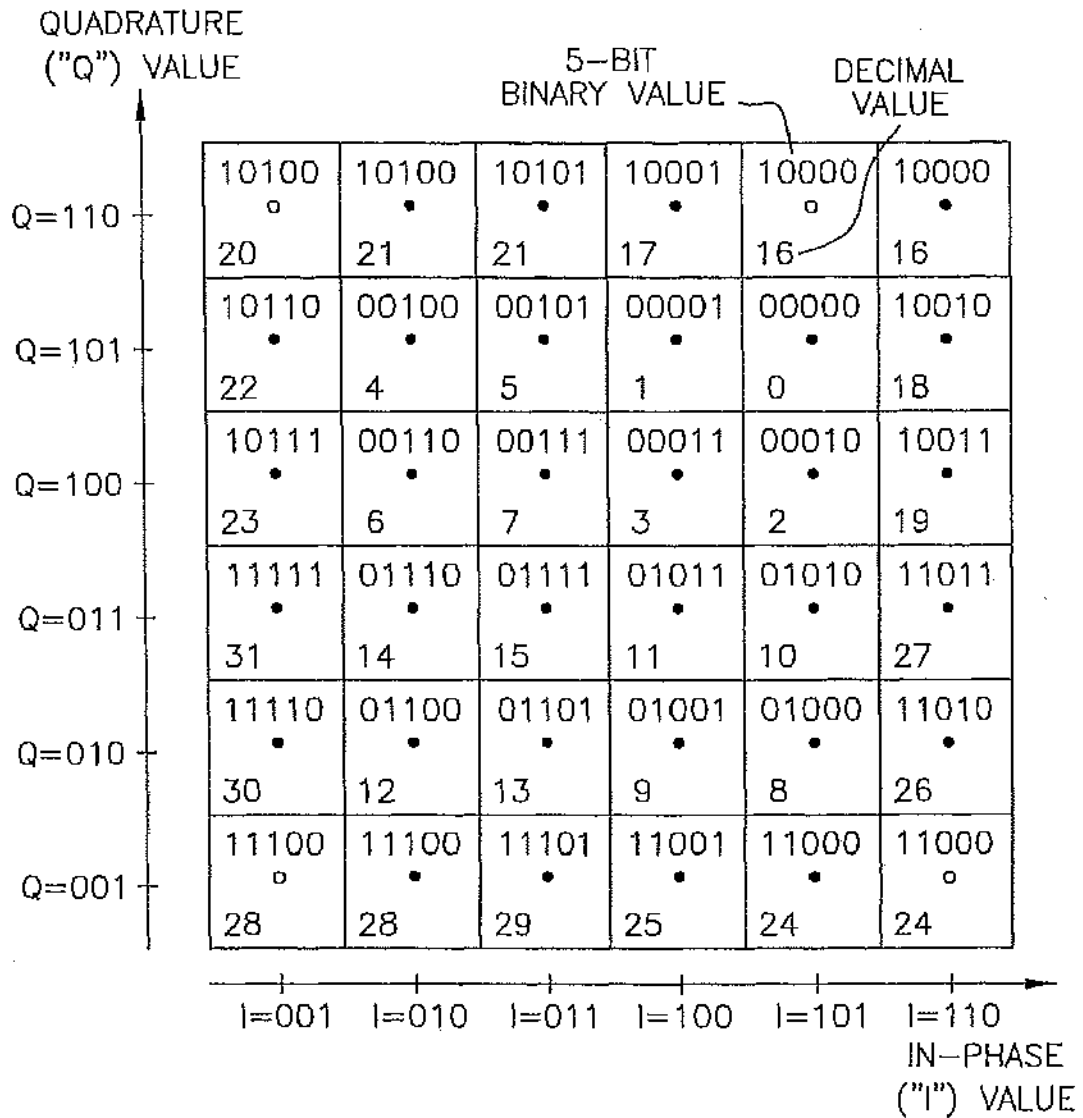 QUADRATURE
("Q") VALUE
5-BIT
BINARY VALUE
DECIMAL
VALUE
Q=110
10100 10100 10101 10001 10000 10000
20 21 21 17 16 16
Q=101
10110 00100 00101 00001 00000 10010
22 4 5 1 0 18
Q=100
10111 00110 00111 00011 00010 10011
23 6 7 3 2 19
Q=011
11111 01110 01111 01011 01010 11011
31 14 15 11 10 27
Q=010
11110 01100 01101 01001 01000 11010
30 12 13 9 8 26
Q=001
11100 11100 11101 11001 11000 11000
28 28 29 25 24 24
I=001 I=010 I=011 I=100 I=101 I=110
IN-PHASE
("I") VALUE